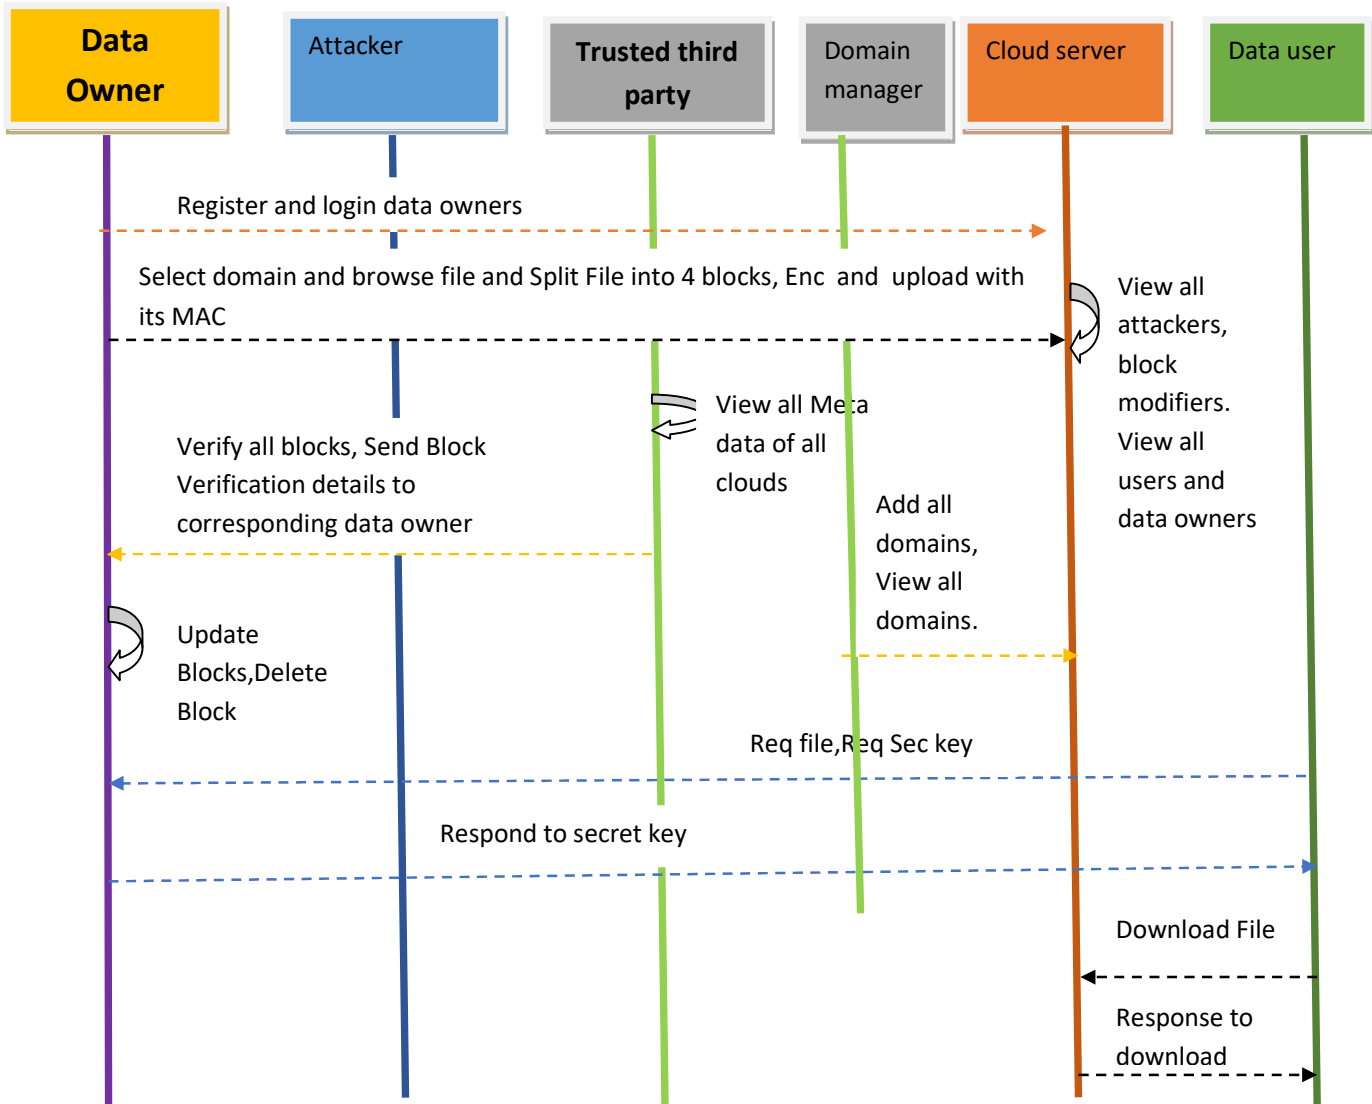 Data
Owner
Attacker
Trusted third
party
Domain
manager
Cloud server
Data user
Register and login data owners
Select domain and browse file and Split File into 4 blocks, Enc  and  upload with
its MAC
View all
attackers,
block
modifiers.
View all
users and
data owners
View all Meta
data of all
clouds
Verify all blocks, Send Block
Verification details to
corresponding data owner
Add all
domains,
View all
domains.
Update
Blocks,Delete
Block
Req file,Req Sec key
Respond to secret key
Download File
Response to
download